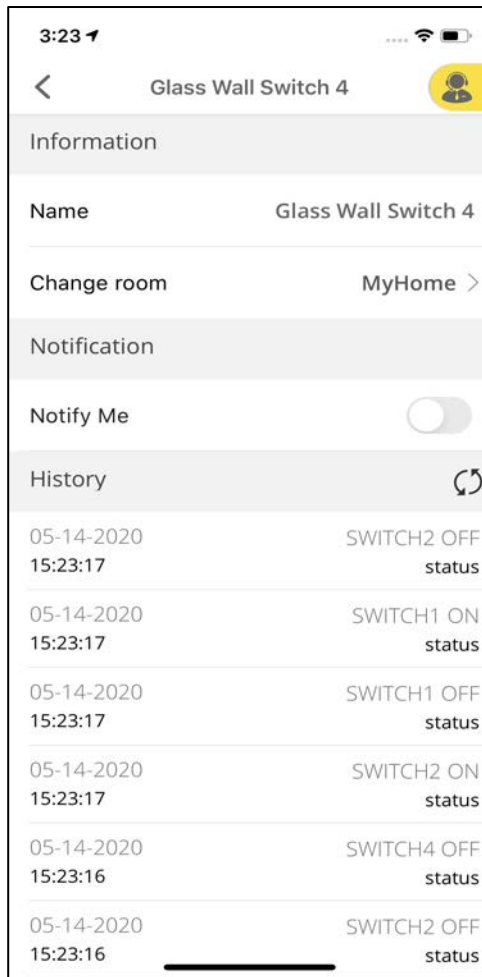 3:23
Glass Wall Switch 4
Information
Name Glass Wall Switch 4
Change room MyHome >
Notification
Notify Me
History
05-14-2020 SWITCH2 OFF
15:23:17 status
05-14-2020 SWITCH1 ON
15:23:17 status
05-14-2020 SWITCH1 OFF
15:23:17 status
05-14-2020 SWITCH2 ON
15:23:17 status
05-14-2020 SWITCH4 OFF
15:23:16 status
05-14-2020 SWITCH2 OFF
15:23:16 status